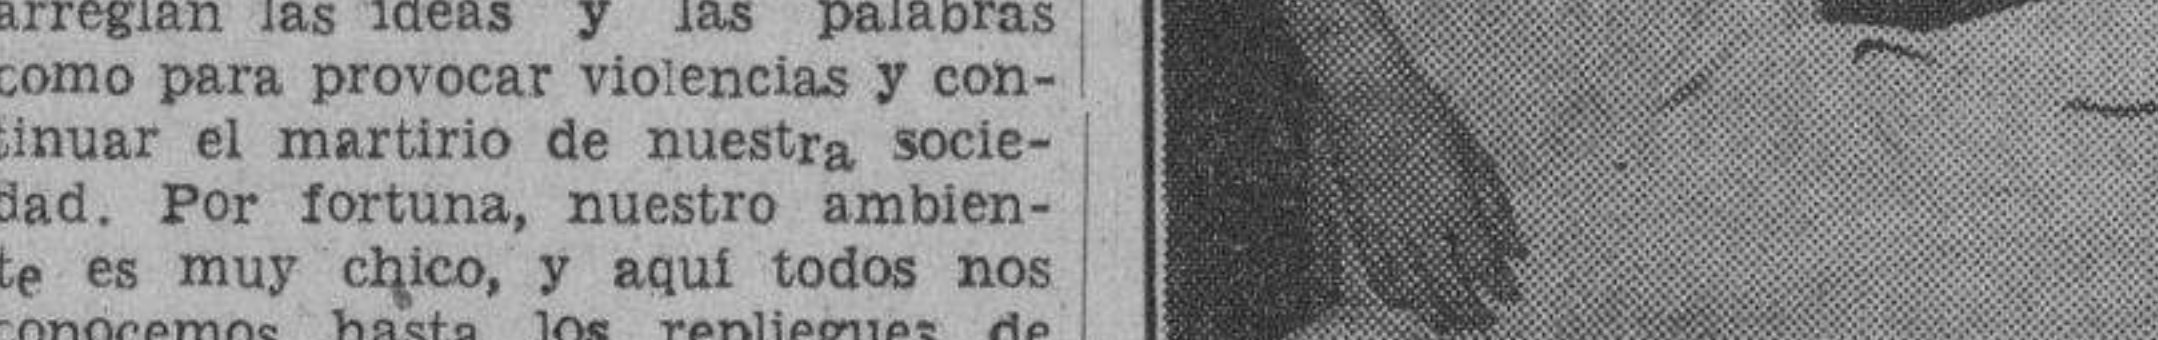 arreglan las ideas y las palabras
como para provocar violencias y con-
tinuar el martirio de nuestra socie-
dad. Por fortuna, nuestro ambien-
te es muy chico, y aquí todos nos
conocemos hasta los repliegues de